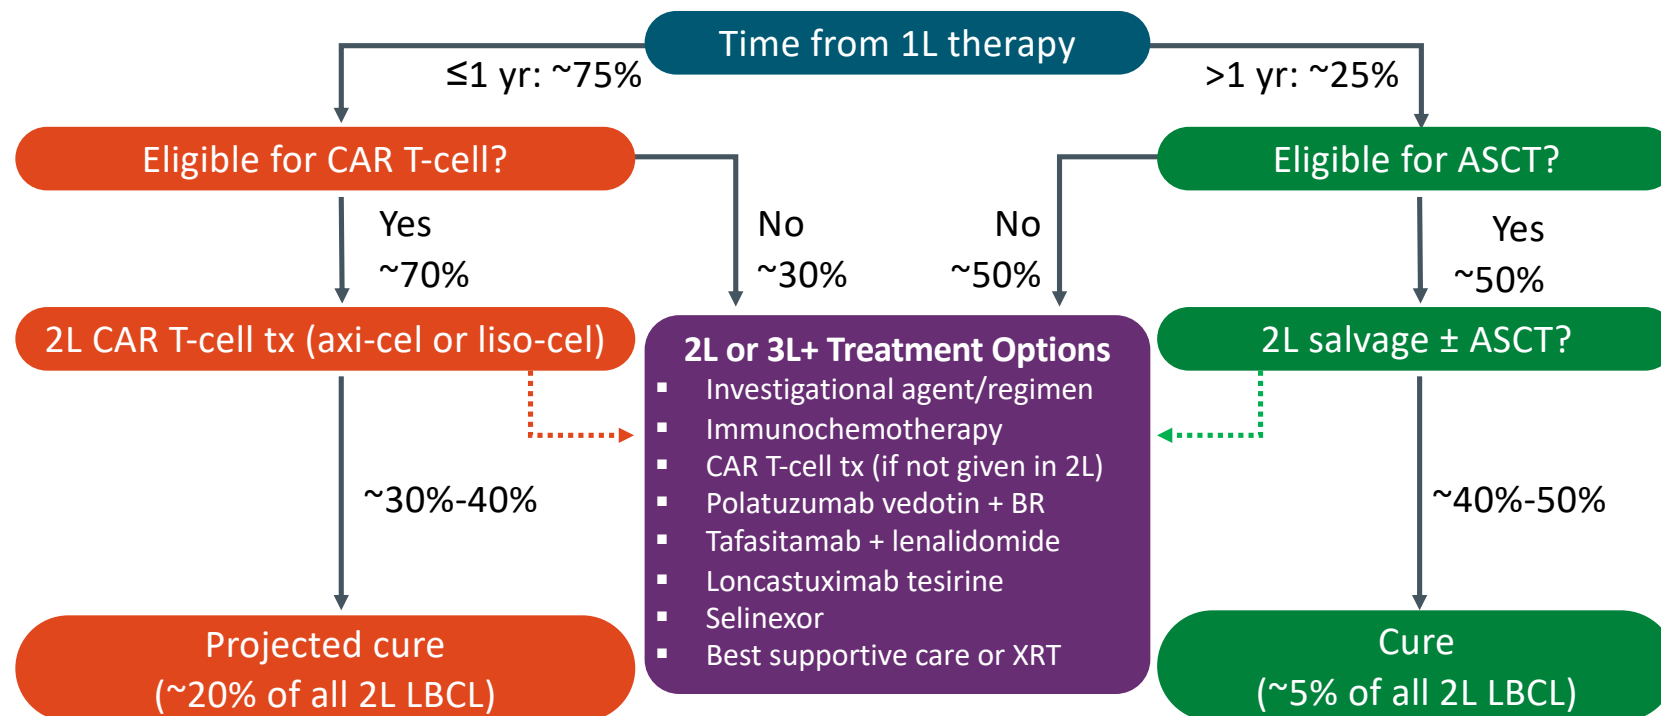 Time from 1L therapy
≤1 yr: ~75%
>1 yr: ~25%
Eligible for CAR T-cell?
Eligible for ASCT?
Yes
~70%
No
~30%
No
~50%
Yes
~50%
2L CAR T-cell tx (axi-cel or liso-cel)
2L salvage ± ASCT?
2L or 3L+ Treatment Options
▪ Investigational agent/regimen
▪ Immunochemotherapy
▪ CAR T-cell tx (if not given in 2L)
▪ Polatuzumab vedotin + BR
▪ Tafasitamab + lenalidomide
▪ Loncastuximab tesirine
▪ Selinexor
▪ Best supportive care or XRT
~30%-40%
~40%-50%
Projected cure
(~20% of all 2L LBCL)
Cure
(~5% of all 2L LBCL)